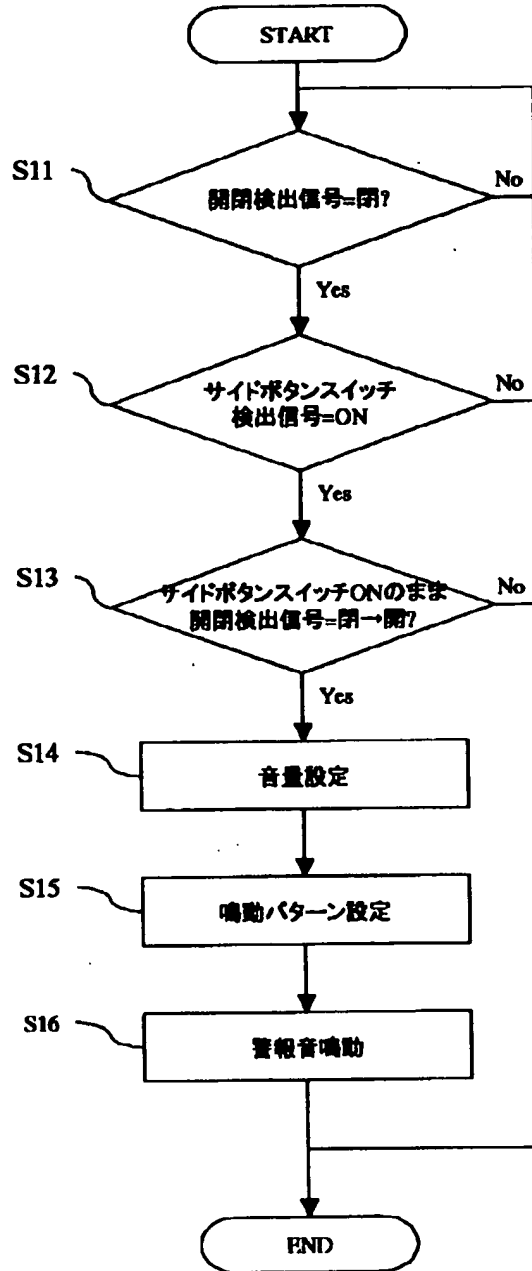 START
S11
開閉検出信号=閉?
No
Yes
S12
サイドボタンスイッチ
検出信号=ON
No
Yes
S13
サイドボタンスイッチONのまま
開閉検出信号=閉→開?
No
Yes
S14
音量設定
S15
鳴動パターン設定
S16
警報音鳴動
END